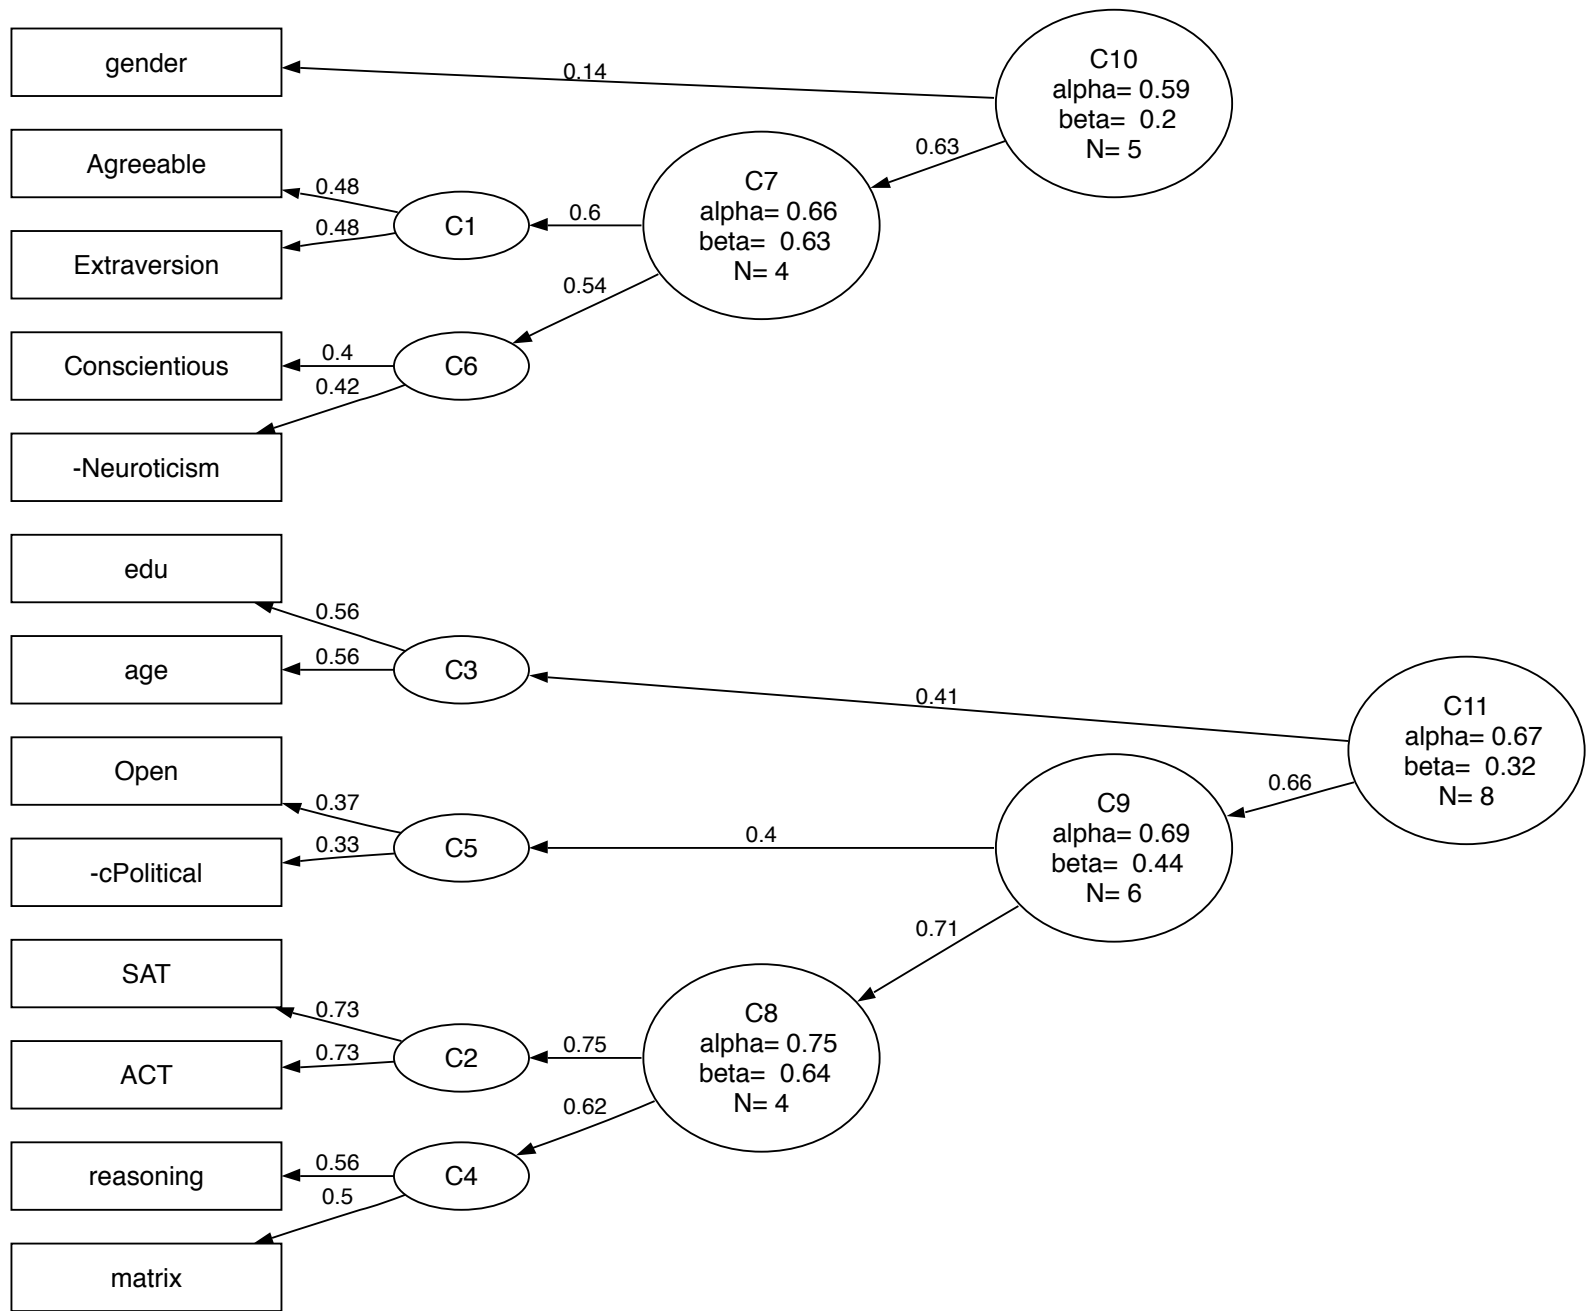 gender
Agreeable
Extraversion
Conscientious
-Neuroticism
edu
age
Open
-cPolitical
SAT
ACT
reasoning
matrix
0.14
0.63
0.48
0.48
0.6
0.54
0.4
0.42
0.56
0.56
0.41
0.66
0.37
0.33
0.4
0.71
0.73
0.73
0.75
0.62
0.56
0.5
C1
C6
C3
C5
C2
C4
C7
alpha= 0.66
beta= 0.63
N= 4
C8
alpha= 0.75
beta= 0.64
N= 4
C10
alpha= 0.59
beta= 0.2
N= 5
C9
alpha= 0.69
beta= 0.44
N= 6
C11
alpha= 0.67
beta= 0.32
N= 8